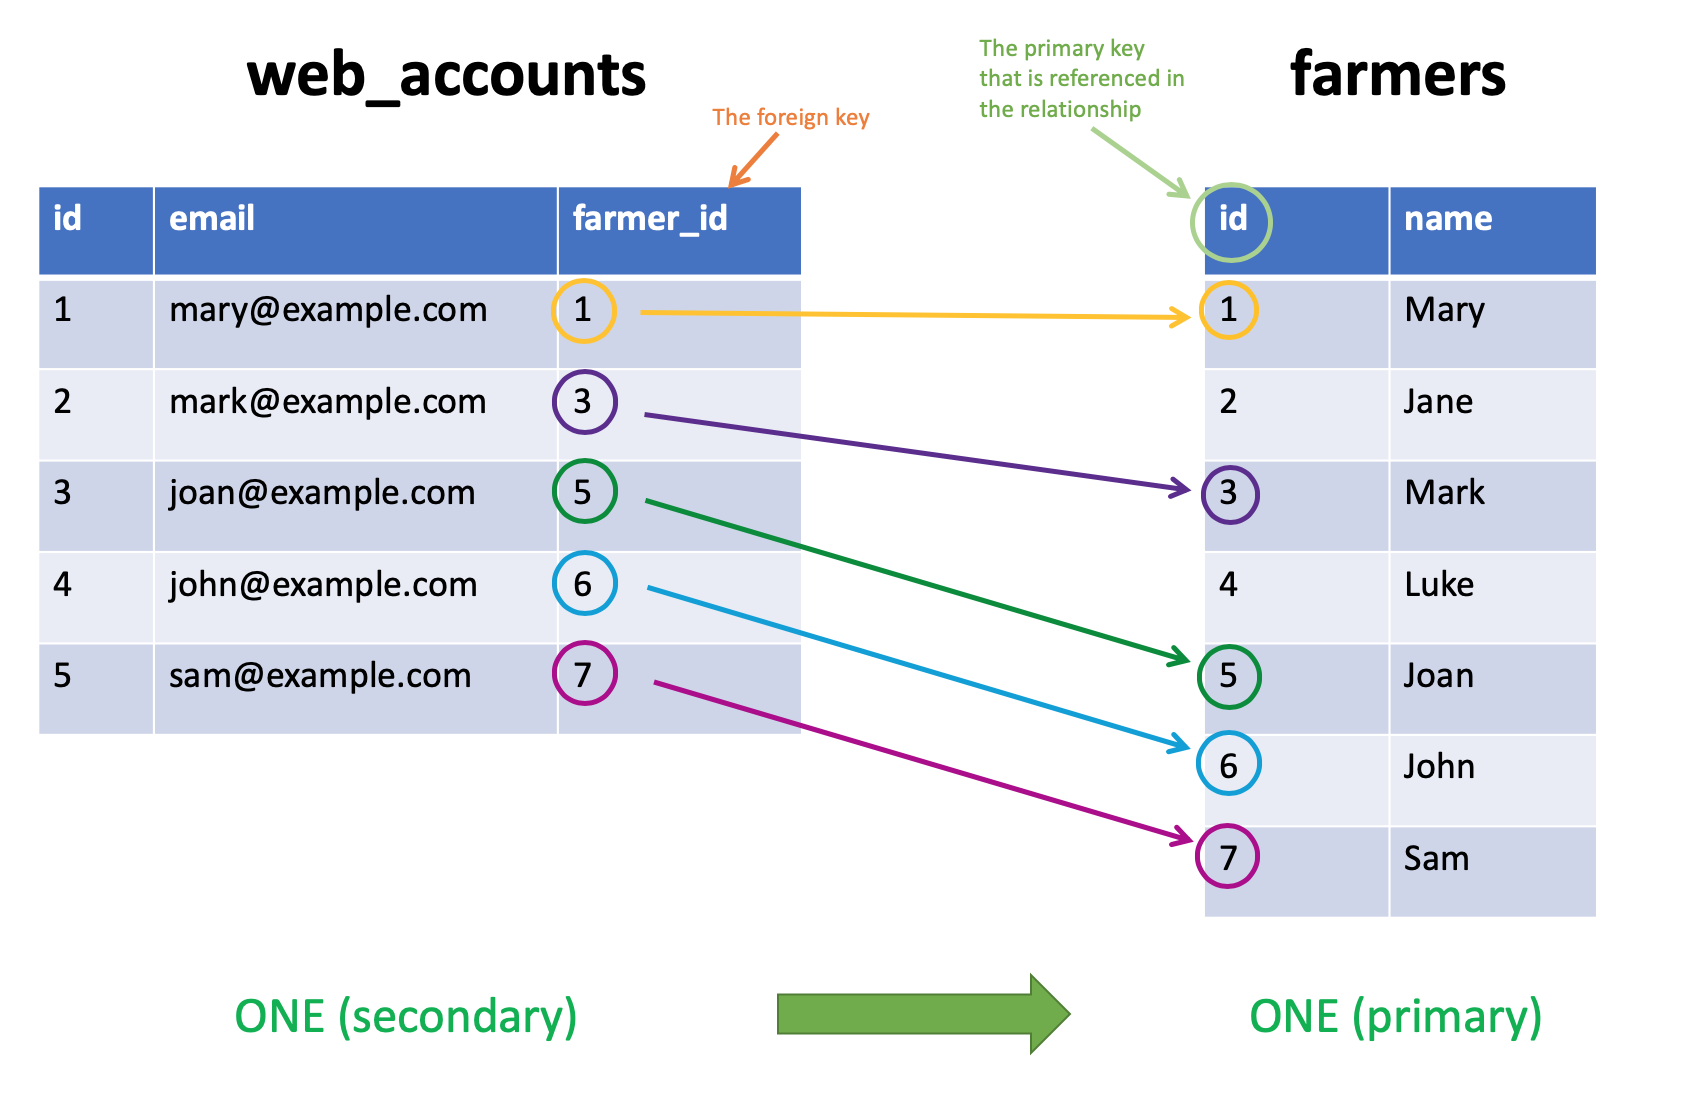 web_accounts
The foreign key
The primary key
that is referenced in
the relationship
farmers
id email farmer_id
1 mary@example.com 1
2 mark@example.com 3
3 joan@example.com 5
4 john@example.com 6
5 sam@example.com 7
id name
1 Mary
2 Jane
3 Mark
4 Luke
5 Joan
6 John
7 Sam
ONE (secondary)
ONE (primary)